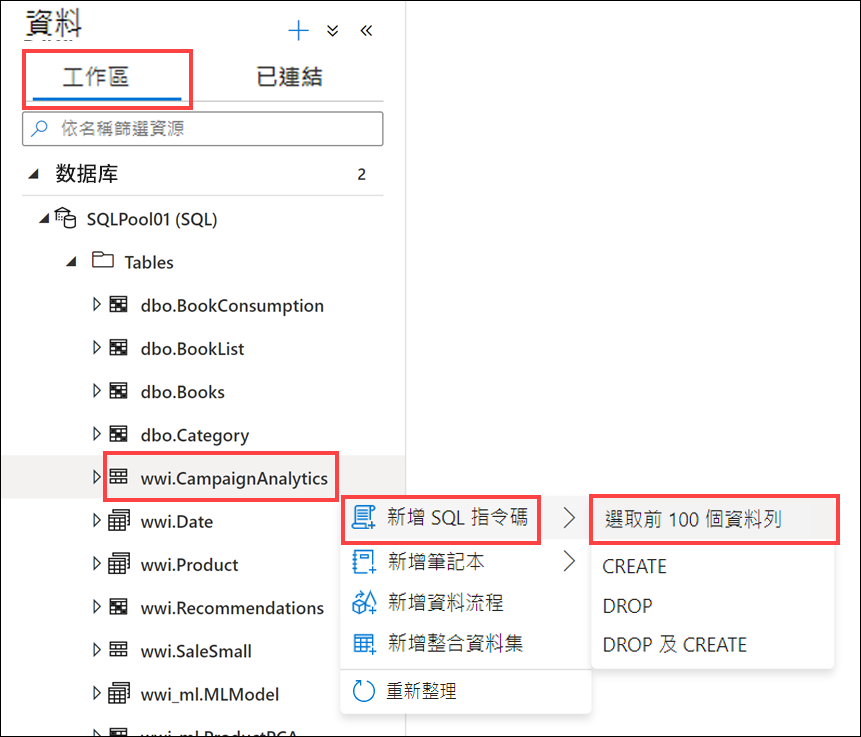 資料
工作區 已連結
依名稱篩選資源
数据库 2
SQLPool01 (SQL)
Tables
dbo.BookConsumption
dbo.BookList
dbo.Books
dbo.Category
wwi.CampaignAnalytics
wwi.Date
wwi.Product
wwi.Recommendations
wwi.SaleSmall
wwi_ml.MLModel
wwi_ml.ProductPCA
新增 SQL 指令碼
新增筆記本
新增資料流程
新增整合資料集
重新整理
選取前 100 個資料列
CREATE
DROP
DROP 及 CREATE